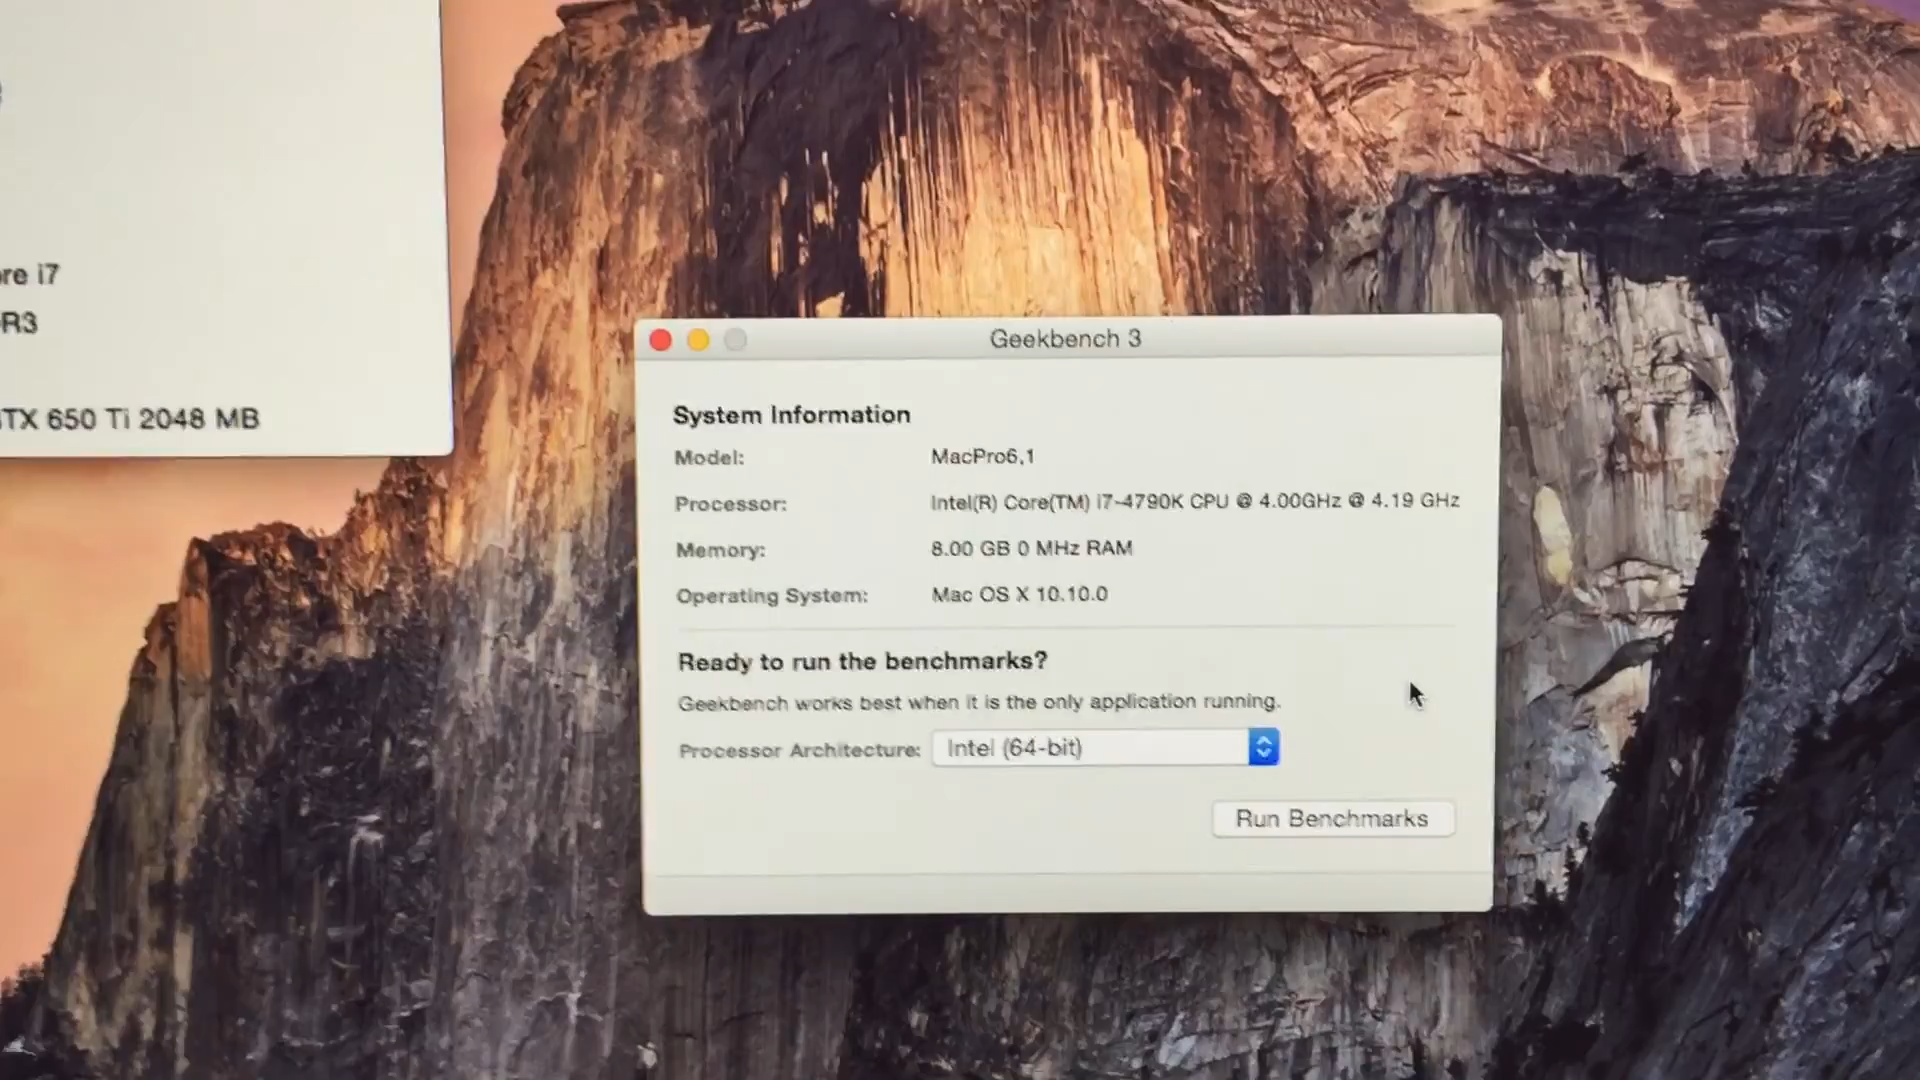 re i7
R3
TX 650 Ti 2048 MB
Geekbench 3
System Information
Model: MacPro6,1
Processor: Intel(R) Core(TM) i7-4790K CPU @ 4.00GHz @ 4.19 GHz
Memory: 8.00 GB 0 MHz RAM
Operating System: Mac OS X 10.10.0
Ready to run the benchmarks?
Geekbench works best when it is the only application running.
Processor Architecture: Intel (64-bit)
Run Benchmarks